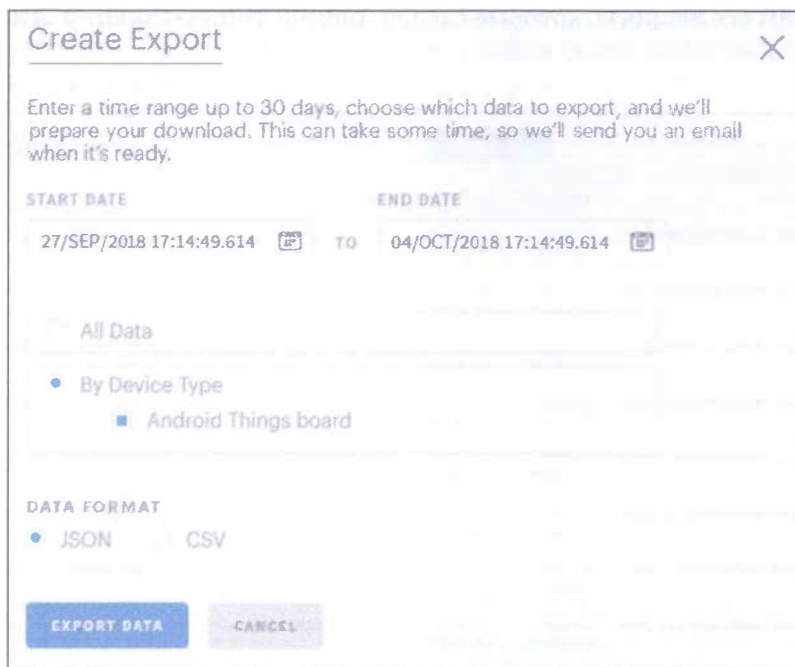 Create Export
Enter a time range up to 30 days, choose which data to export, and we'll
prepare your download. This can take some time, so we'll send you an email
when it's ready.
START DATE
END DATE
27/SEP/2018 17:14:49.614
TO
04/OCT/2018 17:14:49.614
All Data
By Device Type
Android Things board
DATA FORMAT
JSON
CSV
EXPORT DATA
CANCEL